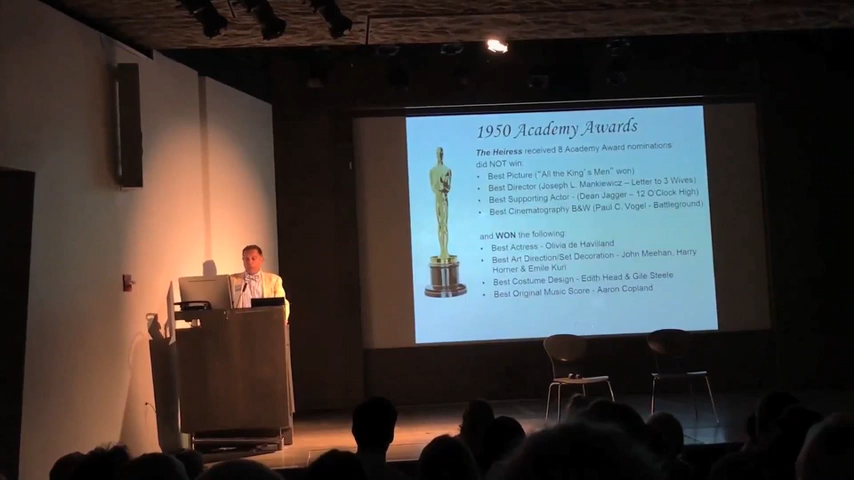 1950 Academy Awards
The Heiress received 8 Academy Award nominations
did NOT win:
• Best Picture ("All the King's Men" won)
• Best Director (Joseph L. Mankiewicz – Letter to 3 Wives)
• Best Supporting Actor - (Dean Jagger – 12 O'Clock High)
• Best Cinematography B&W (Paul C. Vogel - Battleground)
and WON the following:
• Best Actress - Olivia de Havilland
• Best Art Direction/Set Decoration - John Meehan, Harry
Horner & Emile Kuri
• Best Costume Design - Edith Head & Gile Steele
• Best Original Music Score - Aaron Copland